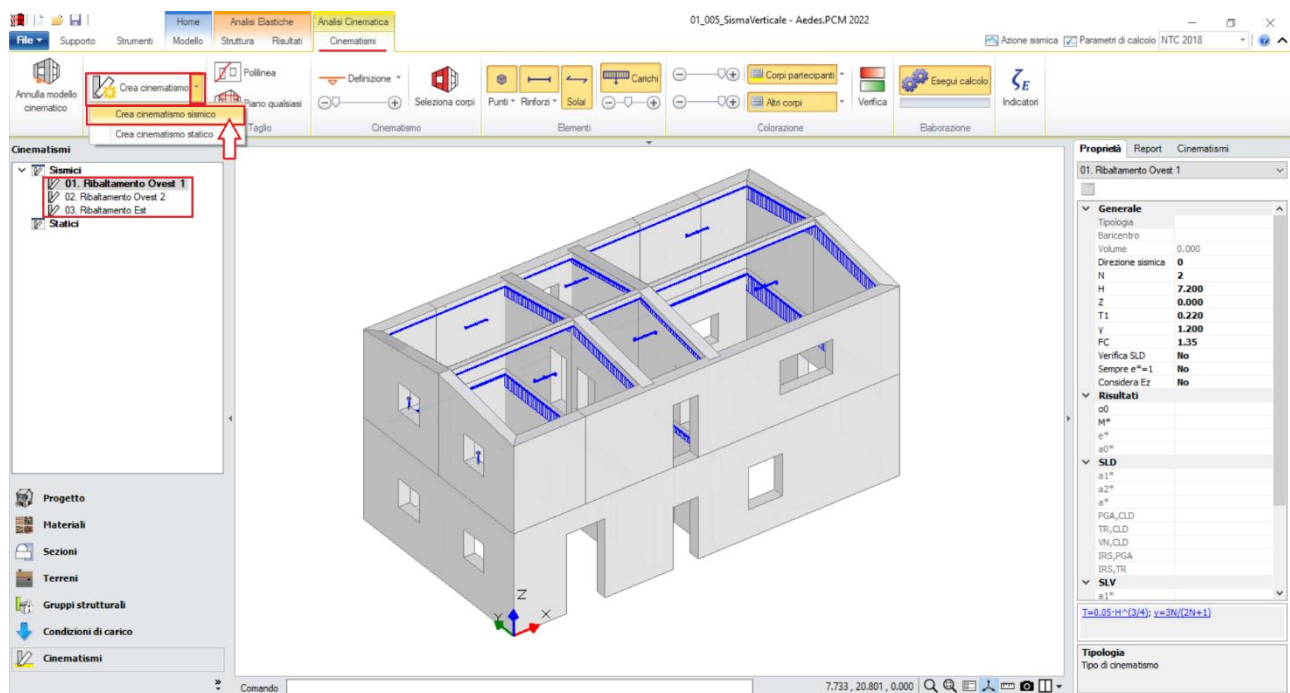 Home
Analisi Elastiche
Analisi Cinematica
01_005_SismaVerticale - Aedes.PCM 2022
File
Supporto
Strumenti
Modello
Struttura
Risultati
Cinematismi
Azione sismica
Parametri di calcolo
NTC 2018
Annulla modello
cinematico
Crea cinematismo
Crea cinematismo sismico
Crea cinematismo statico
Polilinea
Piano qualsiasi
Taglio
Definizione
Seleziona corpi
Cinematismo
Punti
Rinforzi
Solai
Carichi
Elementi
Corpi partecipanti
Altri corpi
Verifica
Colorazione
Esegui calcolo
Elaborazione
ζE
Indicatori
Cinematismi
Sismici
01. Ribaltamento Ovest 1
02. Ribaltamento Ovest 2
03. Ribaltamento Est
Statici
Progetto
Materiali
Sezioni
Terreni
Gruppi strutturali
Condizioni di carico
Cinematismi
Z
Y
X
Comando
7.733 , 20.801 , 0.000
Proprietà Report Cinematismi
01. Ribaltamento Ovest 1
Generale
Tipologia
Baricentro
Volume 0.000
Direzione sismica 0
N 2
H 7.200
Z 0.000
T1 0.220
γ 1.200
FC 1.35
Verifica SLD No
Sempre e*=1 No
Considera Ez No
Risultati
α0
M*
e*
a0*
SLD
a1*
a2*
a*
PGA,CLD
TR,CLD
VN,CLD
IRS,PGA
IRS,TR
SLV
a1*
T=0.05·H^(3/4); γ=3N/(2N+1)
Tipologia
Tipo di cinematismo